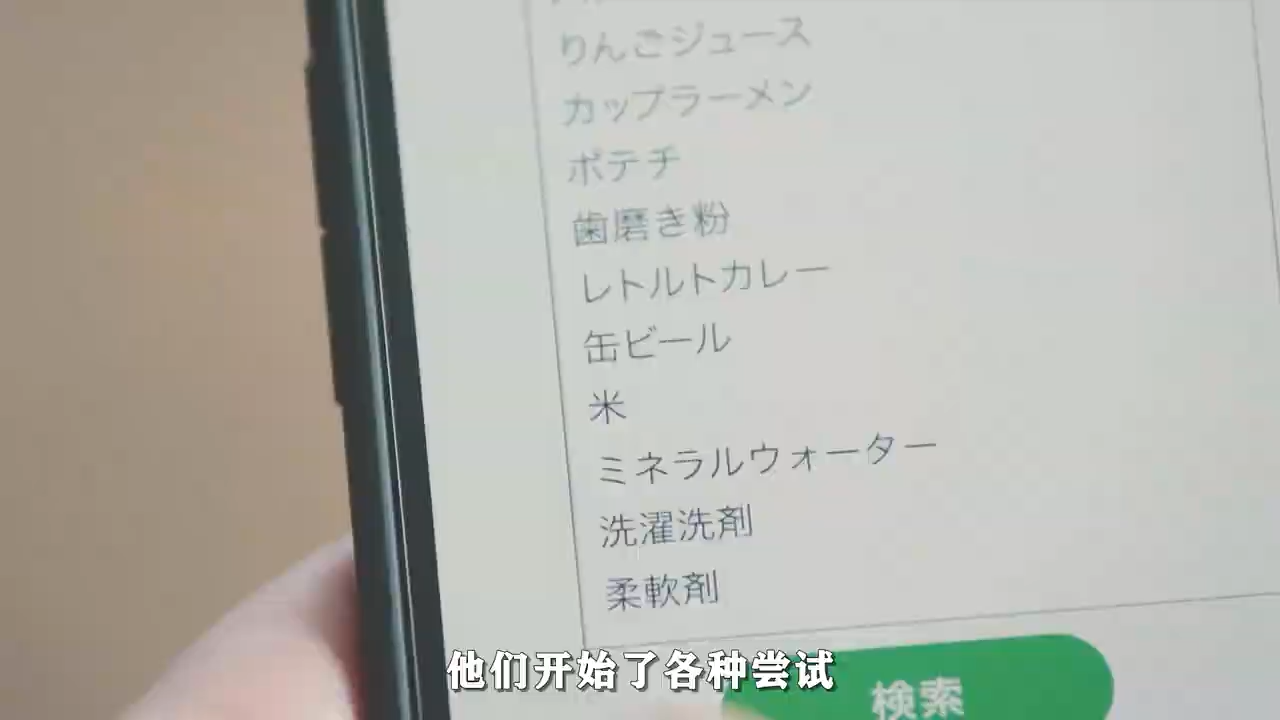 りんごジュース
カップラーメン
ポテチ
歯磨き粉
レトルトカレー
缶ビール
米
ミネラルウォーター
洗濯洗剤
柔軟剤
他们开始了各种尝试
検索